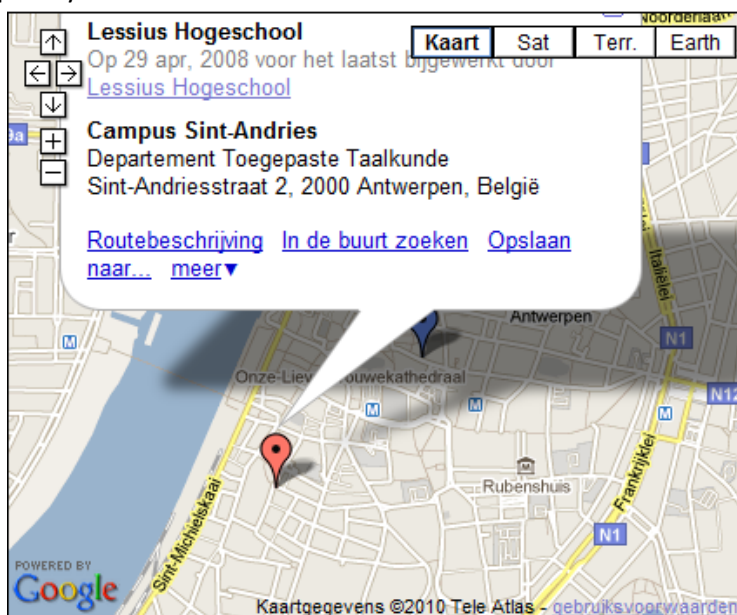 Noorderlaan
Lessius Hogeschool
Kaart Sat Terr. Earth
Op 29 apr, 2008 voor het laatst bijgewerkt door
Lessius Hogeschool
Campus Sint-Andries
Departement Toegepaste Taalkunde
Sint-Andriesstraat 2, 2000 Antwerpen, België
Routebeschrijving In de buurt zoeken Opslaan
naar... meer▼
Italiëlei
Antwerpen
N1
M
Onze-Lieve-Vrouwekathedraal
N12
M
M
M
Rubenshuis
Frankrijklei
N1
Sint-Michielskaai
POWERED BY
Google
Kaartgegevens ©2010 Tele Atlas - gebruiksvoorwaarden